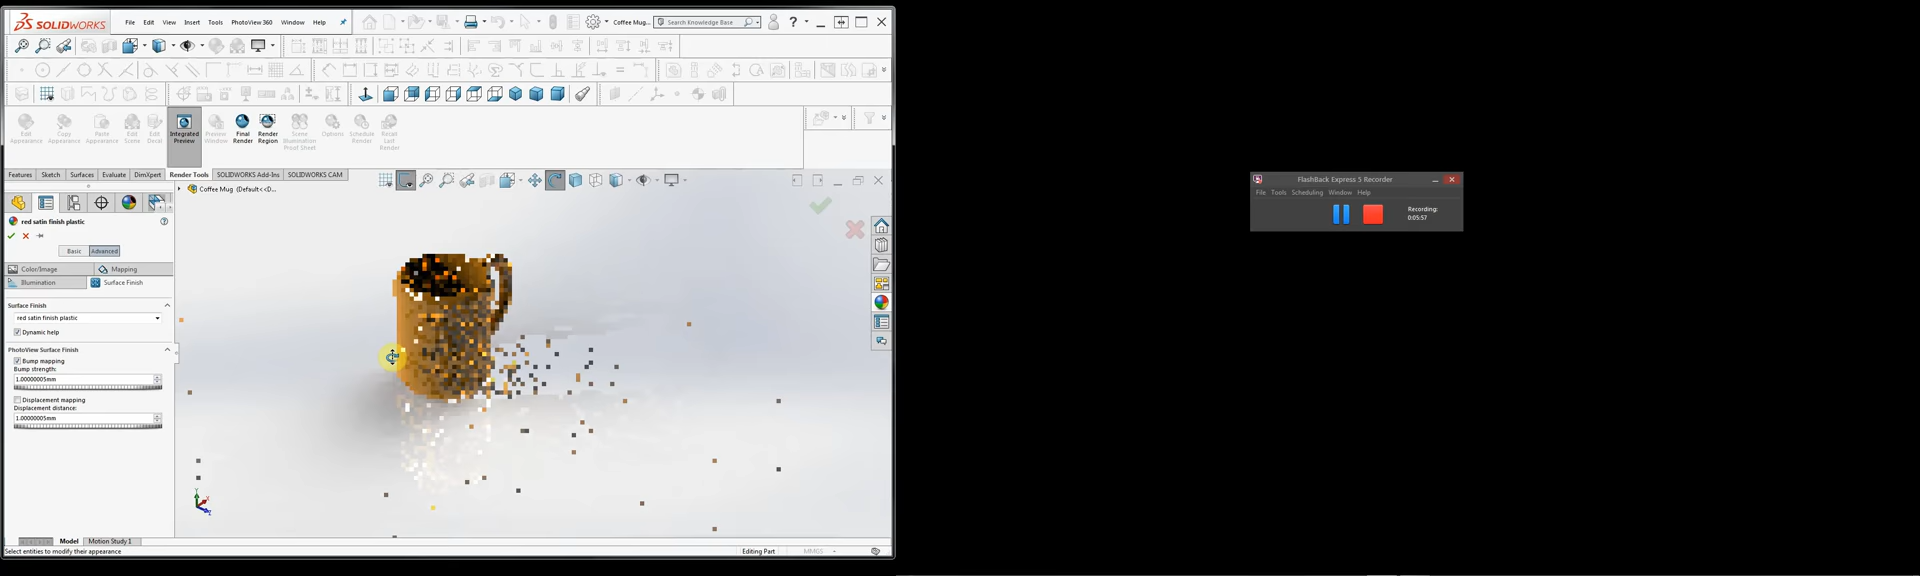 SOLIDWORKS File Edit View Insert Tools PhotoView 360 Window Help Coffee Mug... Search Knowledge Base ?
Edit Appearance
Copy Appearance
Paste Appearance
Edit Scene
Edit Decal
Integrated Preview
Preview Window
Final Render
Render Region
Scene Illumination Proof Sheet
Options
Schedule Render
Recall Last Render
Features Sketch Surfaces Evaluate DimXpert Render Tools SOLIDWORKS Add-Ins SOLIDWORKS CAM
Coffee Mug (Default<<D...
red satin finish plastic
Basic Advanced
Color/Image Mapping
Illumination Surface Finish
Surface Finish
red satin finish plastic
Dynamic help
PhotoView Surface Finish
Bump mapping
Bump strength:
1.00000005mm
Displacement mapping
Displacement distance:
1.00000005mm
Model Motion Study 1
Select entities to modify their appearance
Editing Part MMGS
FlashBack Express 5 Recorder
File Tools Scheduling Window Help
Recording:
0:05:57